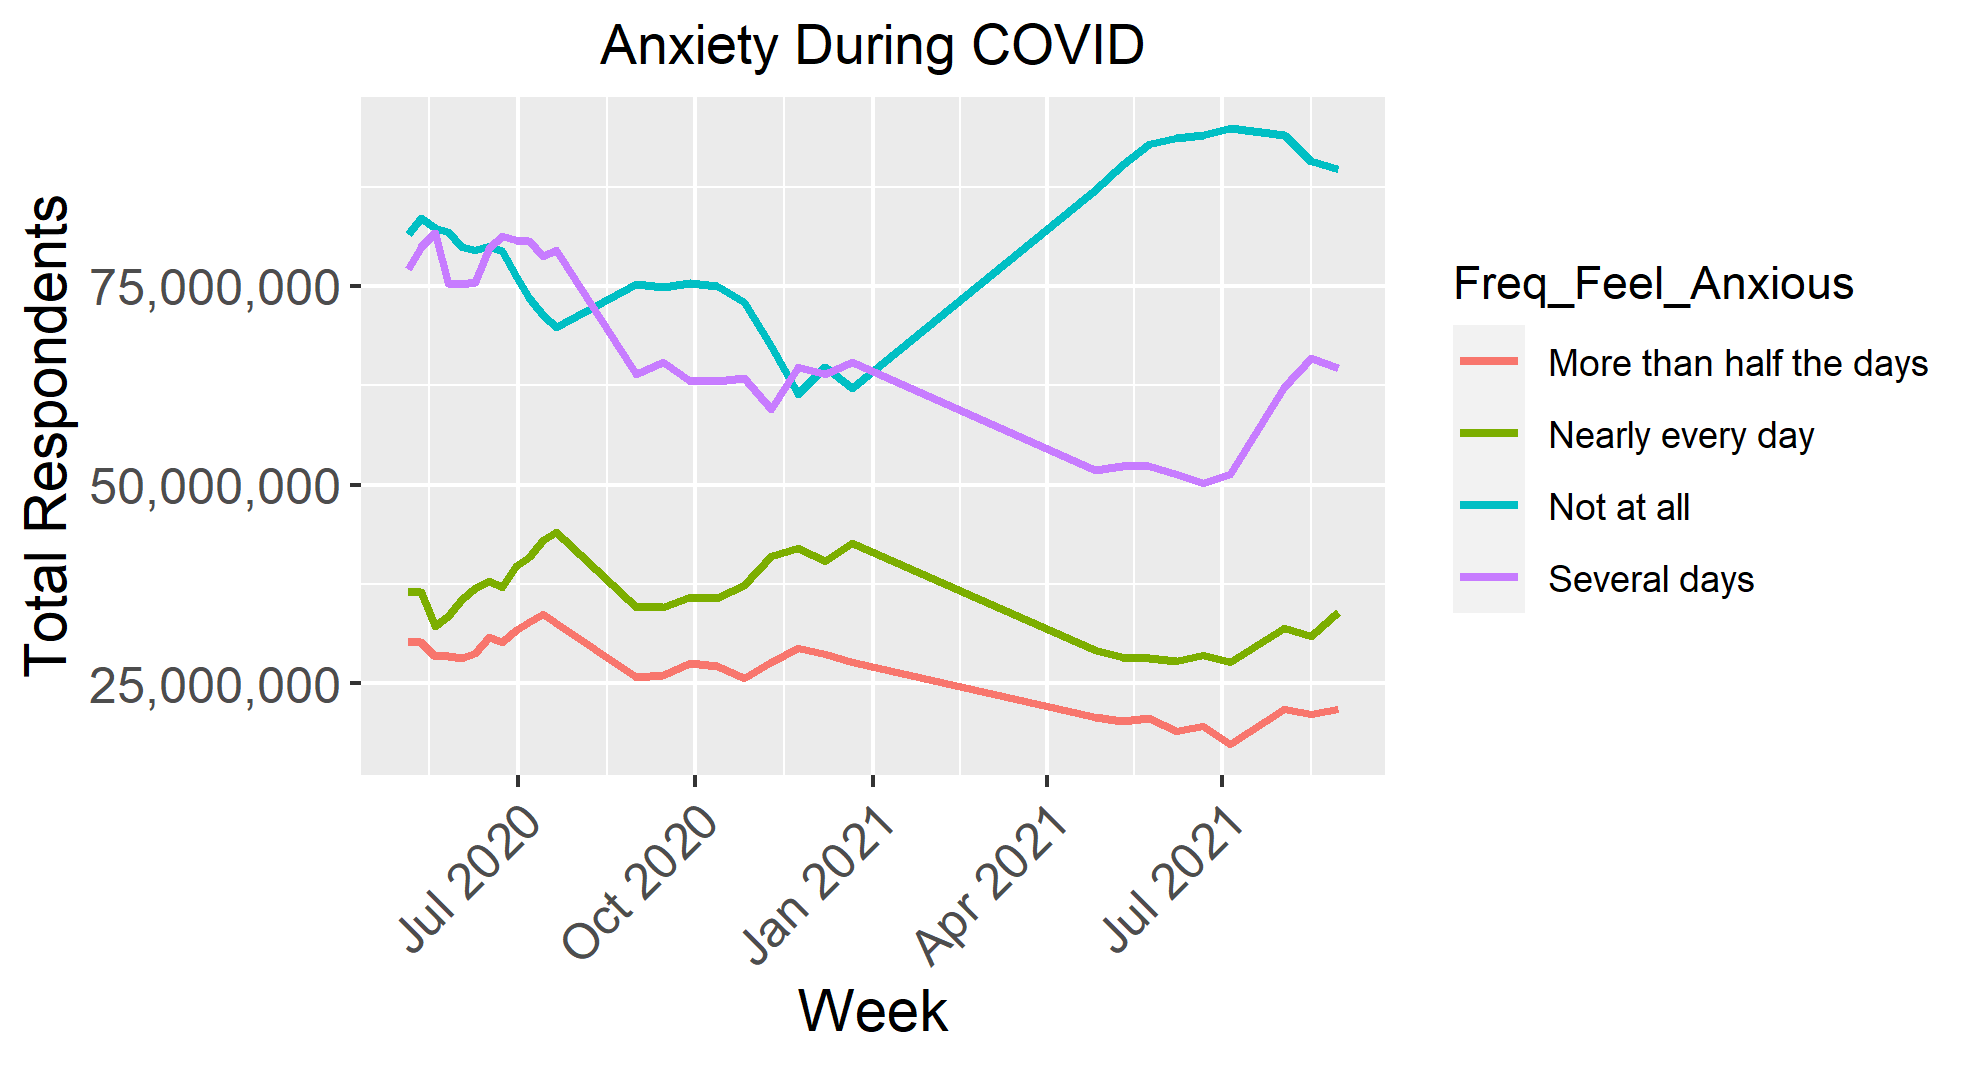 Anxiety During COVID
Total Respondents
75,000,000
50,000,000
25,000,000
Jul 2020
Oct 2020
Jan 2021
Apr 2021
Jul 2021
Week
Freq_Feel_Anxious
More than half the days
Nearly every day
Not at all
Several days